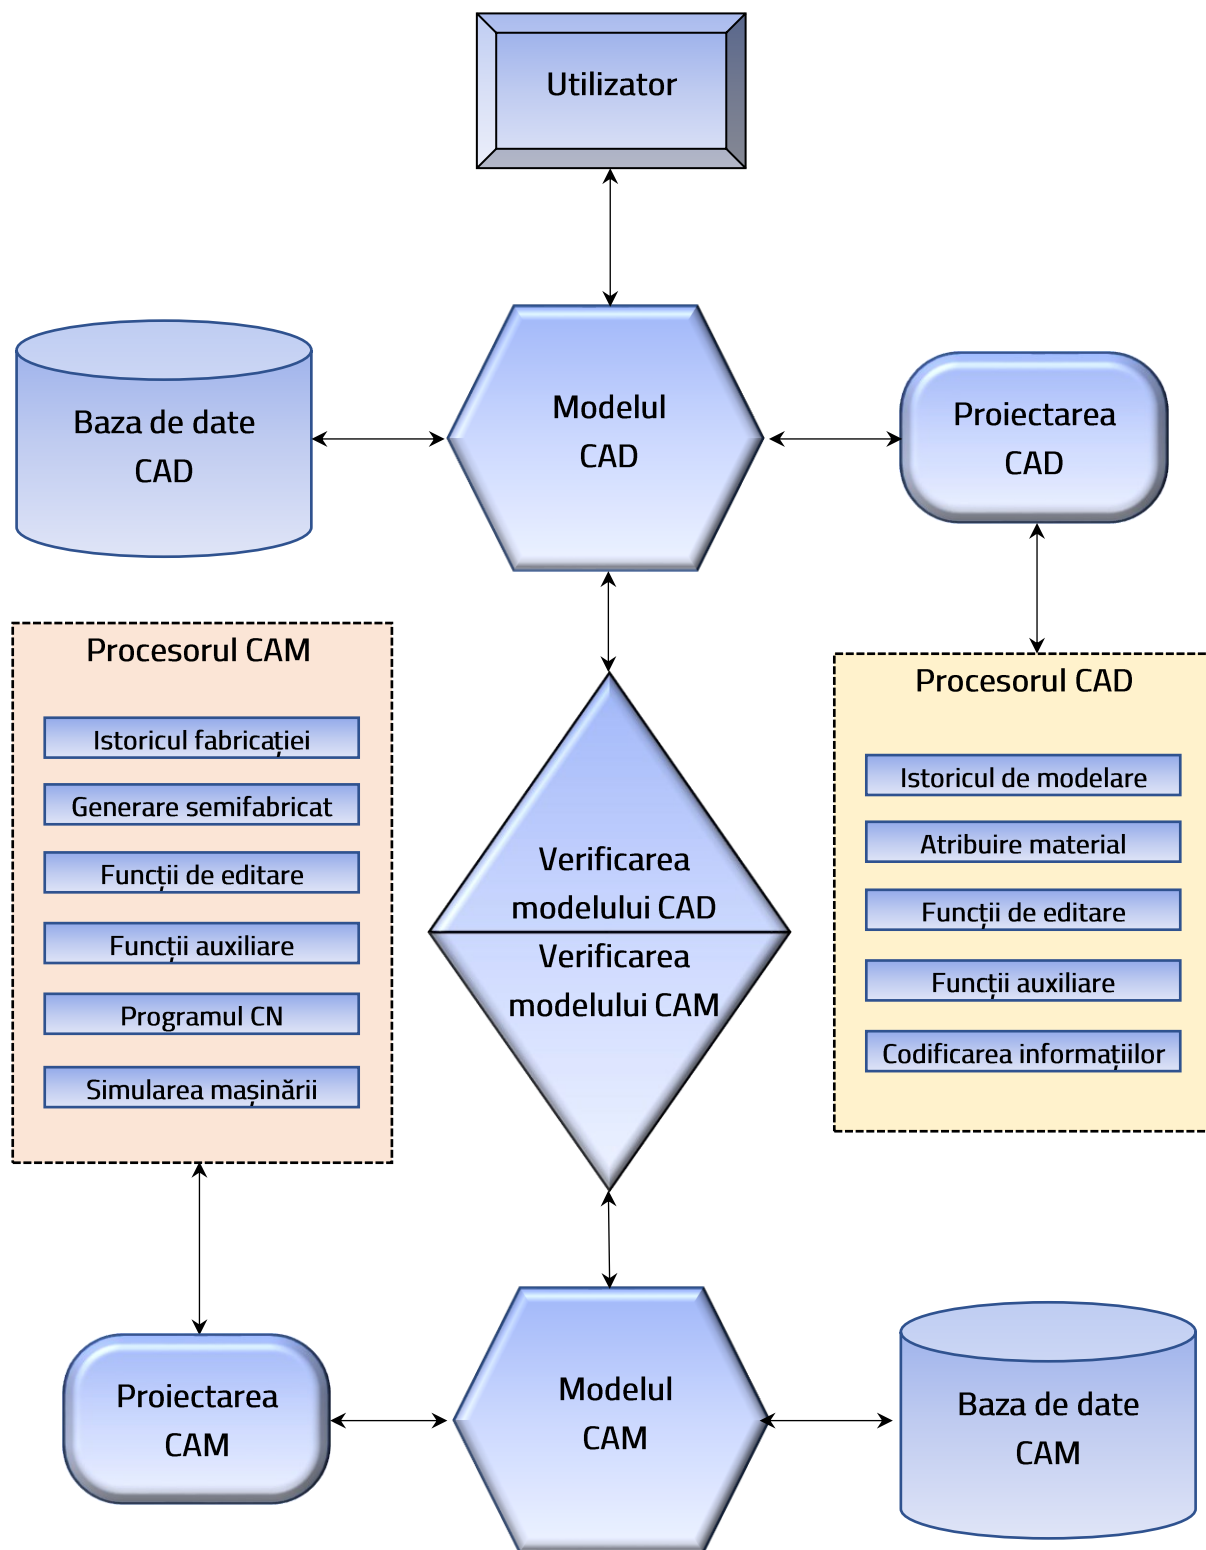 Utilizator
Baza de date
CAD
Modelul
CAD
Proiectarea
CAD
Procesorul CAM
Istoricul fabricației
Generare semifabricat
Funcții de editare
Funcții auxiliare
Programul CN
Simularea mașinării
Verificarea
modelului CAD
Verificarea
modelului CAM
Procesorul CAD
Istoricul de modelare
Atribuire material
Funcții de editare
Funcții auxiliare
Codificarea informațiilor
Proiectarea
CAM
Modelul
CAM
Baza de date
CAM